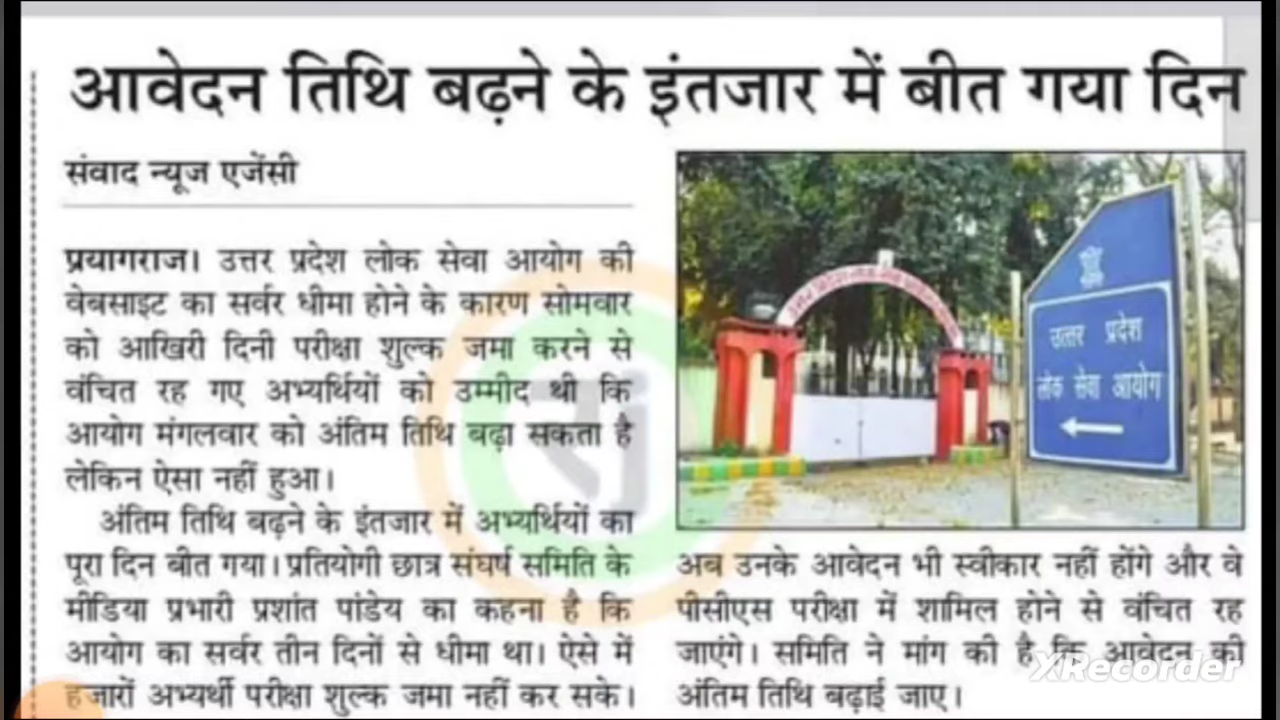 आवेदन तिथि बढ़ने के इंतजार में बीत गया दिन
संवाद न्यूज एजेंसी
प्रयागराज। उत्तर प्रदेश लोक सेवा आयोग की
वेबसाइट का सर्वर धीमा होने के कारण सोमवार
को आखिरी दिनी परीक्षा शुल्क जमा करने से
वंचित रह गए अभ्यर्थियों को उम्मीद थी कि
आयोग मंगलवार को अंतिम तिथि बढ़ा सकता है
लेकिन ऐसा नहीं हुआ।
अंतिम तिथि बढ़ने के इंतजार में अभ्यर्थियों का
पूरा दिन बीत गया। प्रतियोगी छात्र संघर्ष समिति के
मीडिया प्रभारी प्रशांत पांडेय का कहना है कि
आयोग का सर्वर तीन दिनों से धीमा था। ऐसे में
हजारों अभ्यर्थी परीक्षा शुल्क जमा नहीं कर सके।
उत्तर प्रदेश
लोक सेवा आयोग
अब उनके आवेदन भी स्वीकार नहीं होंगे और वे
पीसीएस परीक्षा में शामिल होने से वंचित रह
जाएंगे। समिति ने मांग की है कि आवेदन की
अंतिम तिथि बढ़ाई जाए।
XRecorder